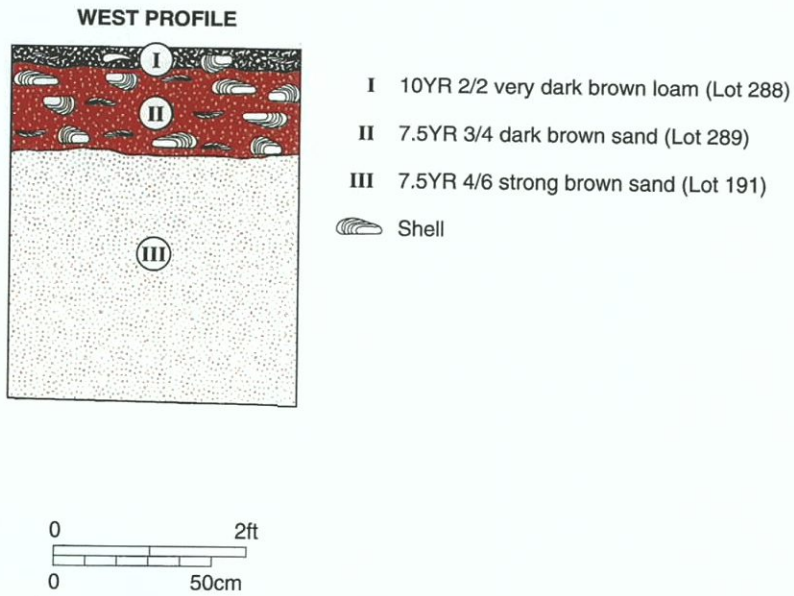 WEST PROFILE
I
II
III
I 10YR 2/2 very dark brown loam (Lot 288)
II 7.5YR 3/4 dark brown sand (Lot 289)
III 7.5YR 4/6 strong brown sand (Lot 191)
Shell
0 2ft
0 50cm